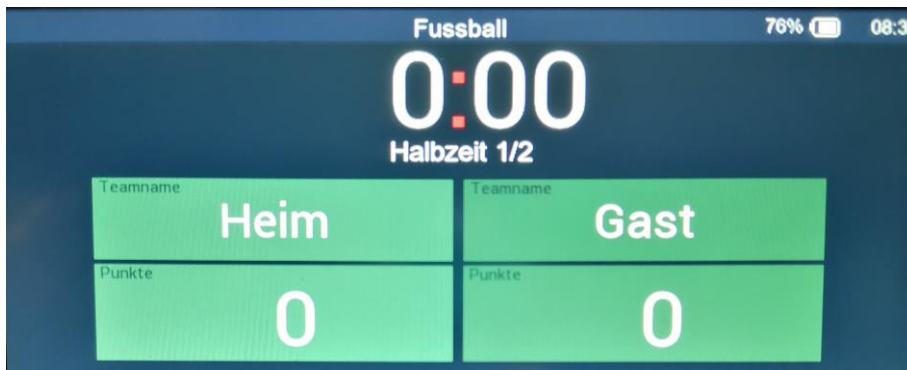 Fussball 76%
0:00
Halbzeit 1/2
Teamname Teamname
Heim Gast
Punkte Punkte
0 0